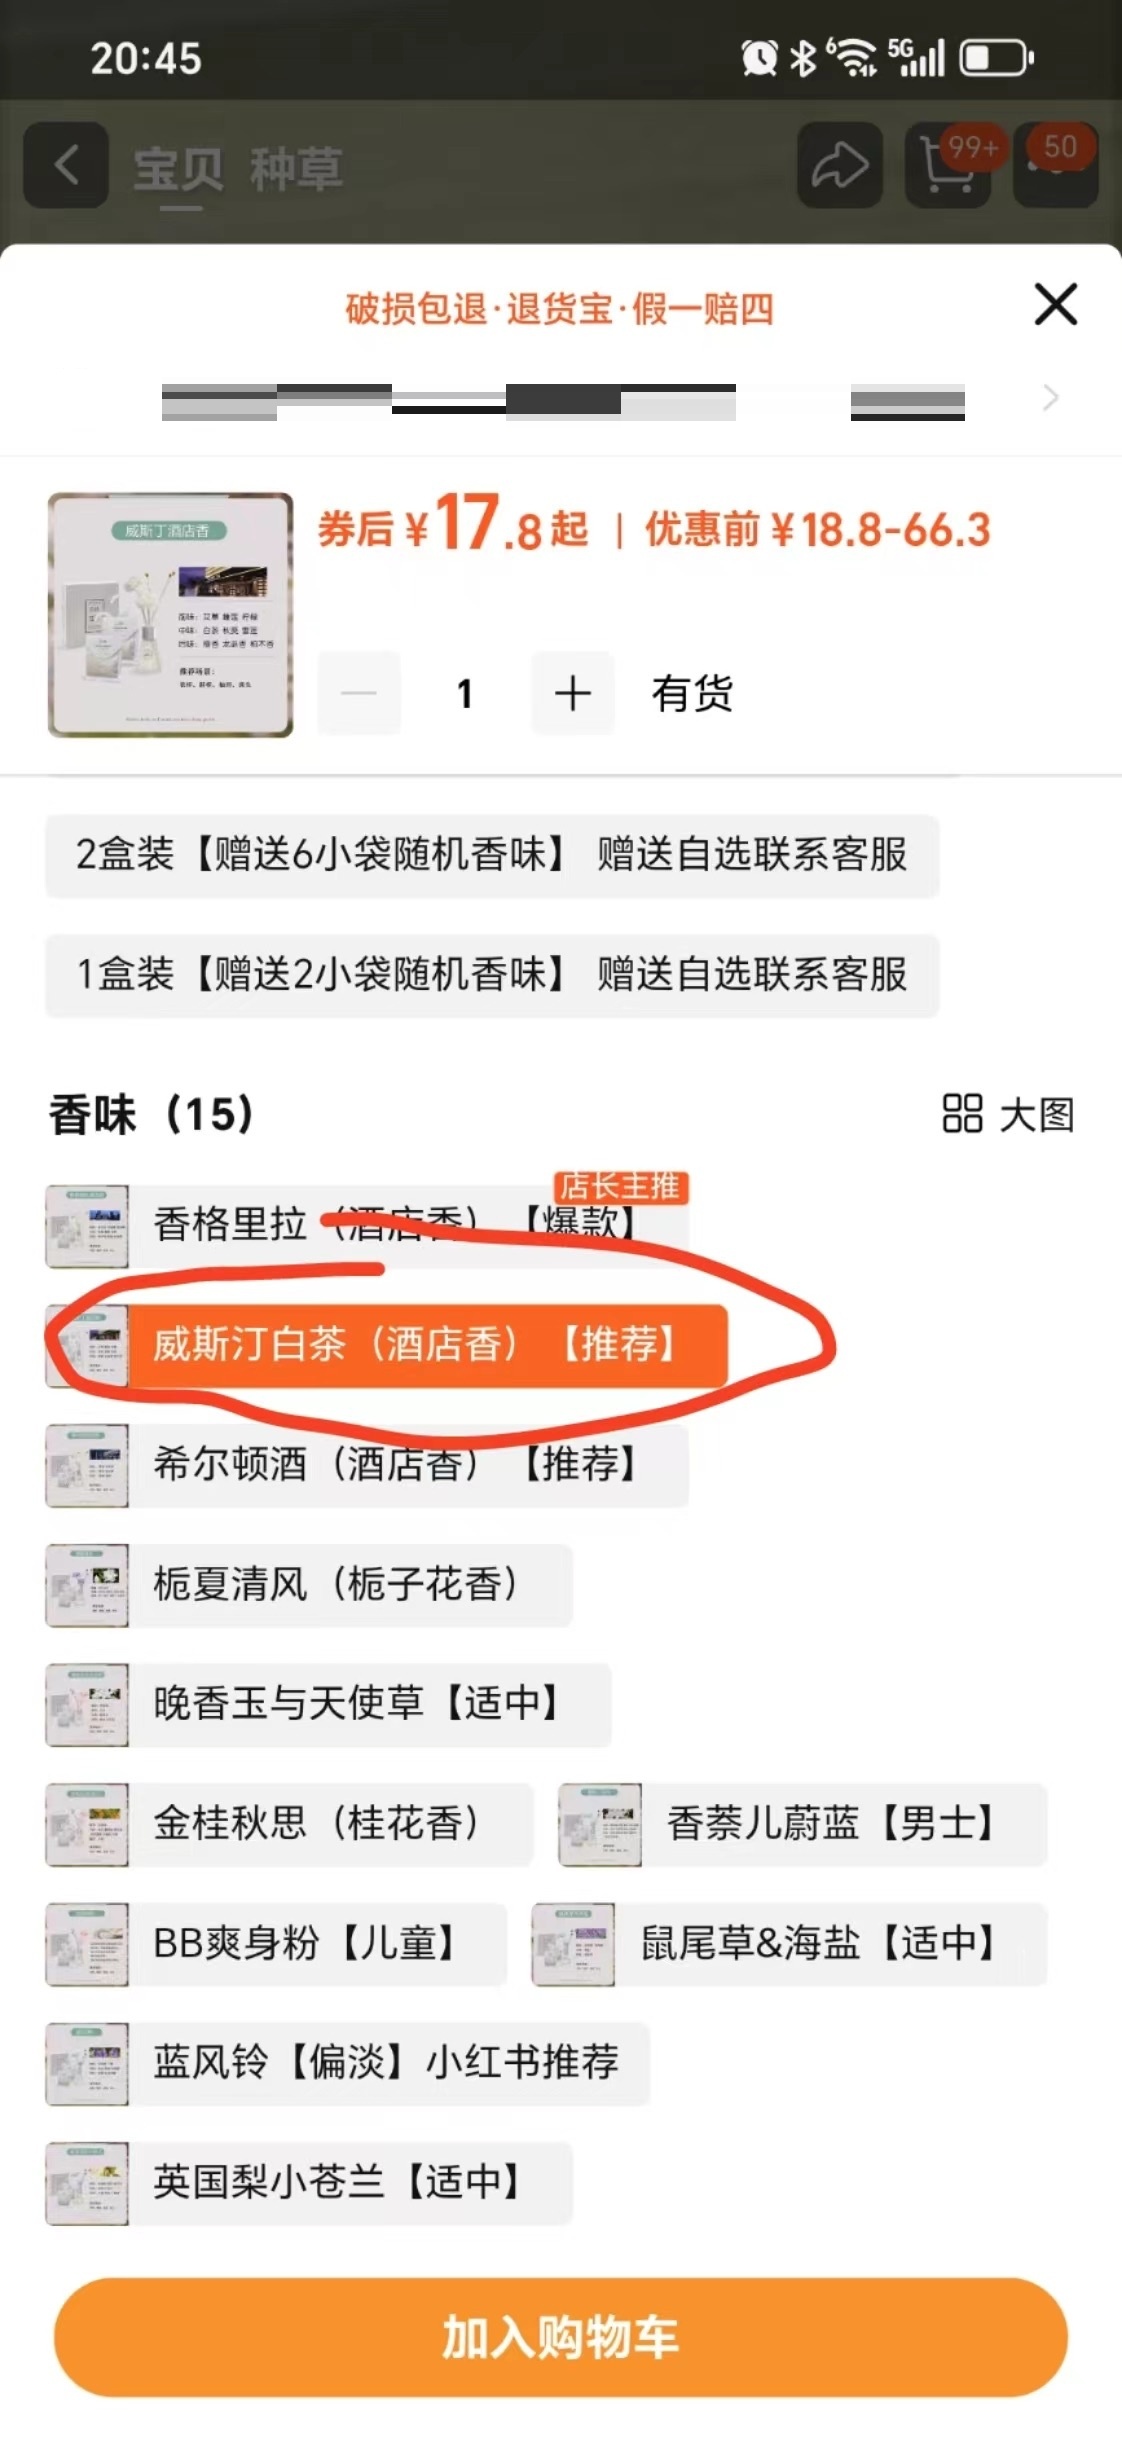 20:45
6 5G
宝贝 种草
99+
50
破损包退·退货宝·假一赔四
威斯丁酒店香
推荐场景：
券后￥17.8起 | 优惠前￥18.8-66.3
1
有货
2盒装【赠送6小袋随机香味】 赠送自选联系客服
1盒装【赠送2小袋随机香味】 赠送自选联系客服
香味（15）
大图
店长主推
香格里拉（酒店香）【爆款】
威斯汀白茶（酒店香）【推荐】
希尔顿酒（酒店香）【推荐】
栀夏清风（栀子花香）
晚香玉与天使草【适中】
金桂秋思（桂花香）
香萘儿蔚蓝【男士】
BB爽身粉【儿童】
鼠尾草&海盐【适中】
蓝风铃【偏淡】小红书推荐
英国梨小苍兰【适中】
加入购物车